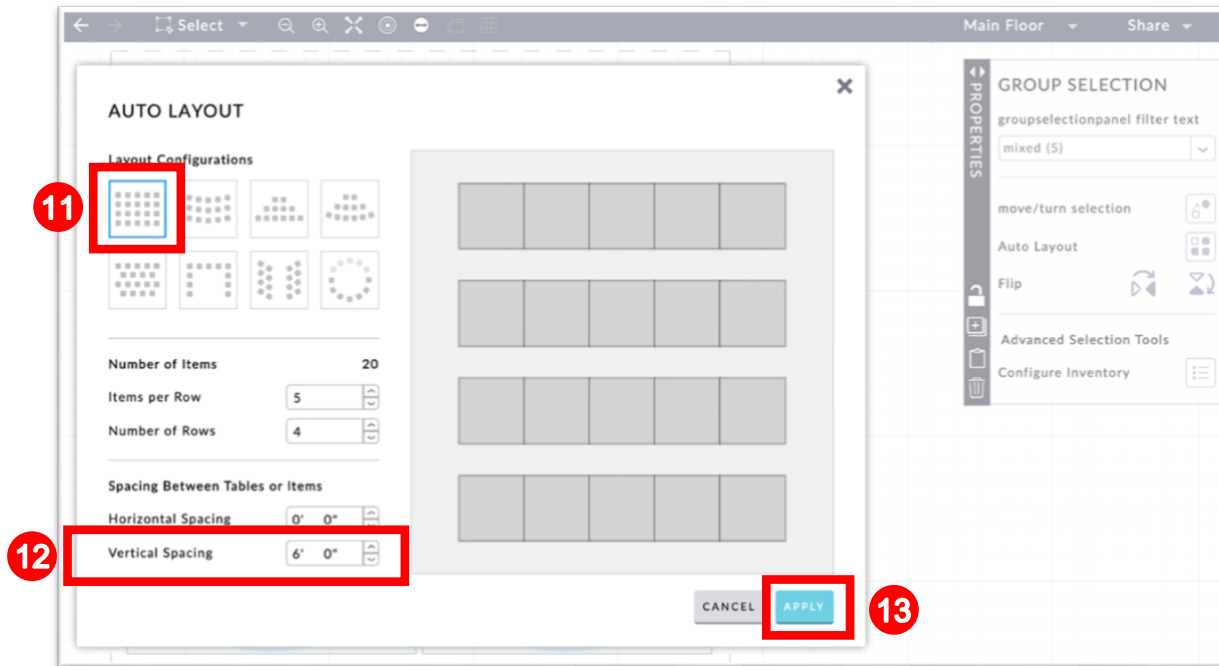 Select
Main Floor
Share
AUTO LAYOUT
Layout Configurations
11
Number of Items 20
Items per Row 5
Number of Rows 4
Spacing Between Tables or Items
Horizontal Spacing 0' 0"
12
Vertical Spacing 6' 0"
CANCEL
APPLY
13
PROPERTIES
GROUP SELECTION
groupselectionpanel filter text
mixed (5)
move/turn selection
Auto Layout
Flip
Advanced Selection Tools
Configure Inventory